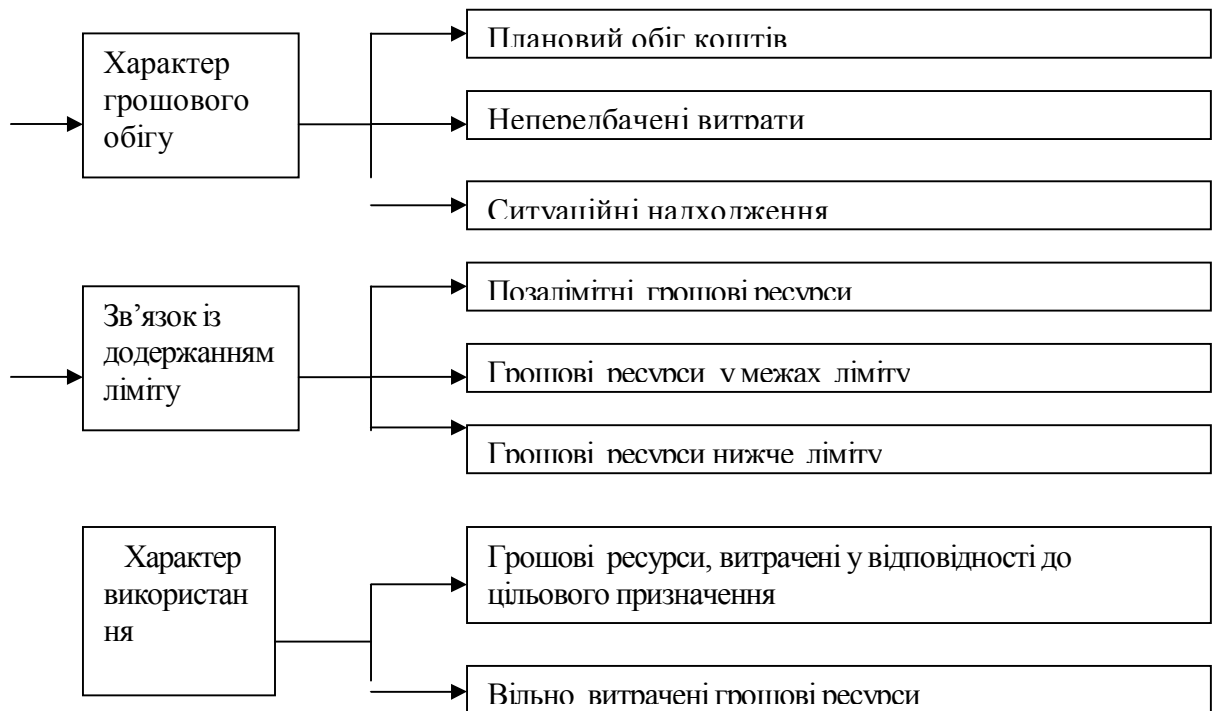 Характер
грошового
обігу
Плановий обіг коштів
Непередбачені витрати
Ситуаційні надходження
Зв’язок із
додержанням
ліміту
Позалімітні грошові ресурси
Грошові ресурси у межах ліміту
Грошові ресурси нижче ліміту
Характер
використан
ня
Грошові ресурси, витрачені у відповідності до
цільового призначення
Вільно витрачені грошові ресурси